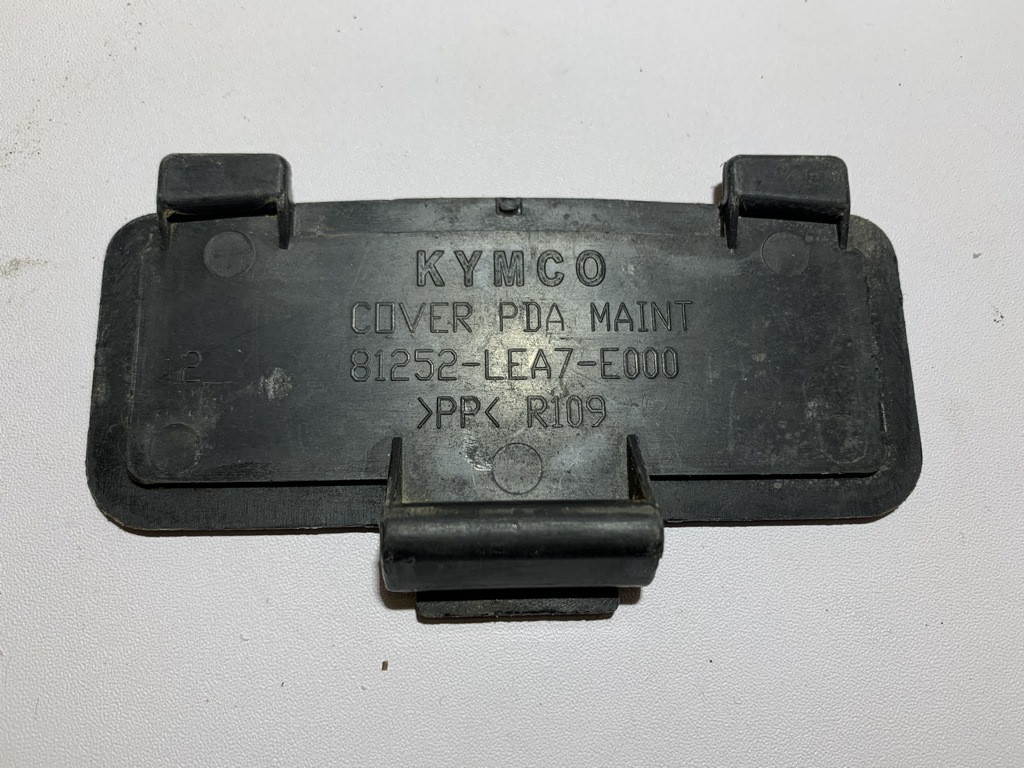 KYMCO
COVER PDA MAINT
81252-LEA7-E000
2
>PP< R109